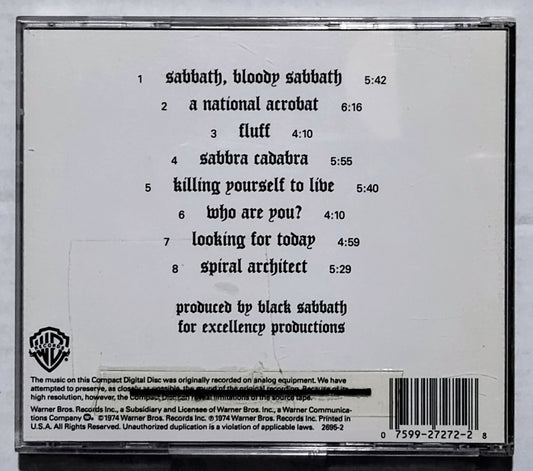 1 sabbath, bloody sabbath 5:42
2 a national acrobat 6:16
3 fluff 4:10
4 sabbra cadabra 5:55
5 killing yourself to live 5:40
6 who are you? 4:10
7 looking for today 4:59
8 spiral architect 5:29
produced by black sabbath
for excellency productions
The music on this Compact Digital Disc was originally recorded on analog equipment. We have
attempted to preserve, as closely as possible, the sound of the original recording. Because of its
high resolution, however, the Compact Disc can reveal limitations of the source tape.
Warner Bros. Records Inc., a Subsidiary and Licensee of Warner Bros. Inc., a Warner Communica-
tions Company. ©1974 Warner Bros. Records Inc. ℗ 1974 Warner Bros. Records Inc. Printed in
U.S.A. All Rights Reserved. Unauthorized duplication is a violation of applicable laws. 2695-2
0 7599-27272-2 8